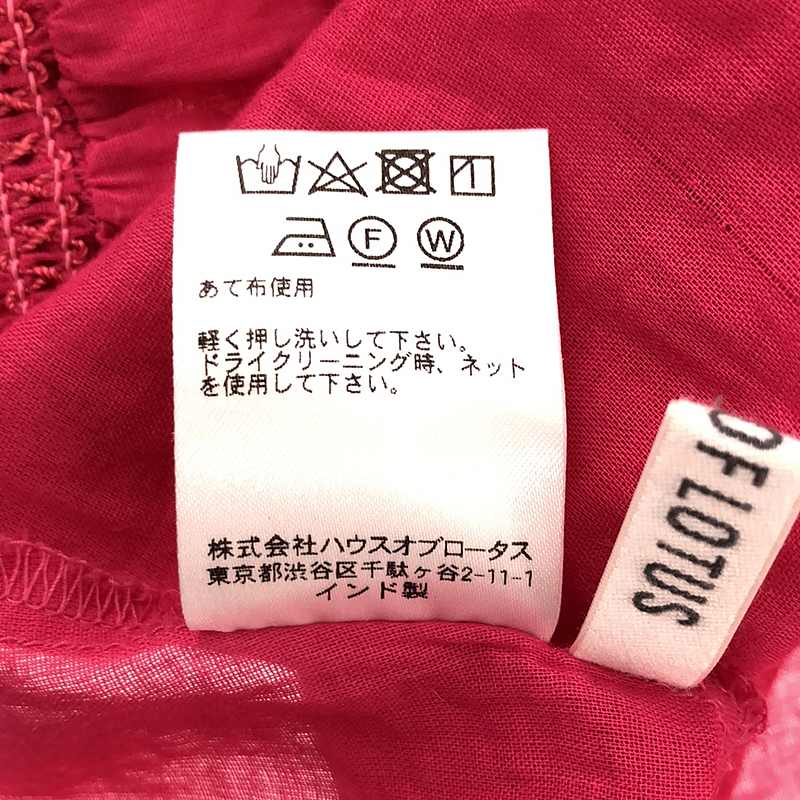 F W
あて布使用
軽く押し洗いして下さい。
ドライクリーニング時、ネット
を使用して下さい。
株式会社ハウスオブロータス
東京都渋谷区千駄ヶ谷2-11-1
インド製
OF LOTUS